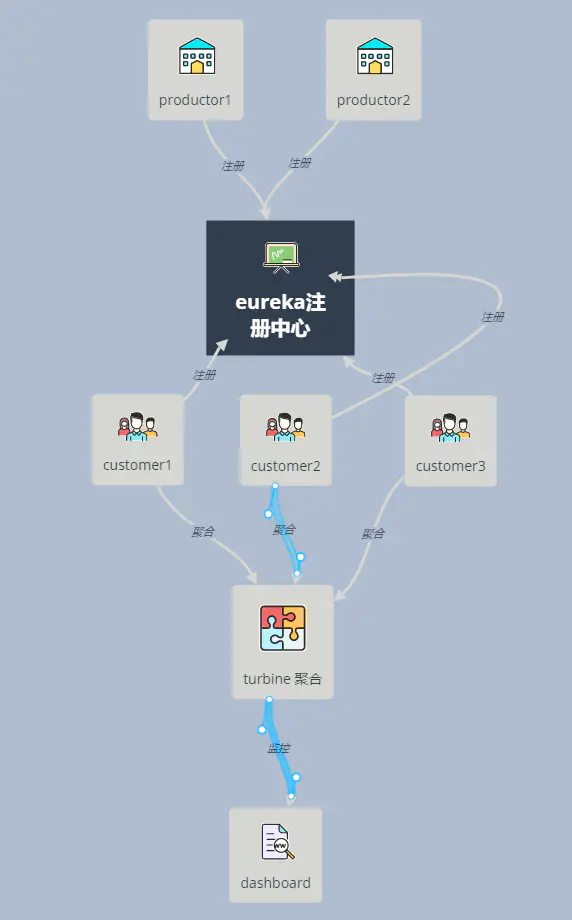 productor1
productor2
注册
注册
eureka注
册中心
注册
注册
注册
customer1
customer2
customer3
聚合
聚合
聚合
turbine 聚合
监控
dashboard